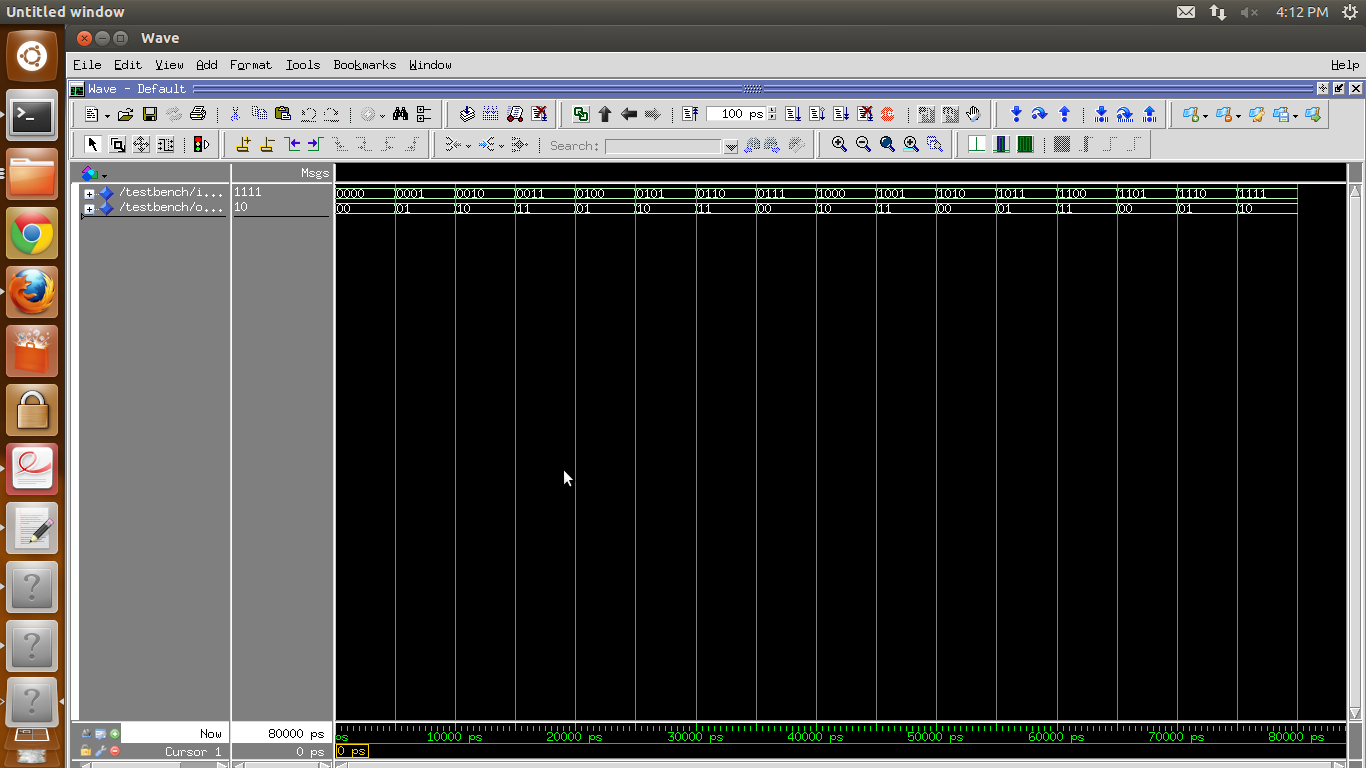 Untitled window 4:12 PM
Wave
File Edit View Add Format Tools Bookmarks Window Help
Wave - Default
100 ps
Search:
Msgs
/testbench/i... 1111 0000 0001 0010 0011 0100 0101 0110 0111 1000 1001 1010 1011 1100 1101 1110 1111
/testbench/o... 10 00 01 10 11 01 10 11 00 10 11 00 01 11 00 01 10
Now 80000 ps ps 10000 ps 20000 ps 30000 ps 40000 ps 50000 ps 60000 ps 70000 ps 80000 ps
Cursor 1 0 ps 0 ps